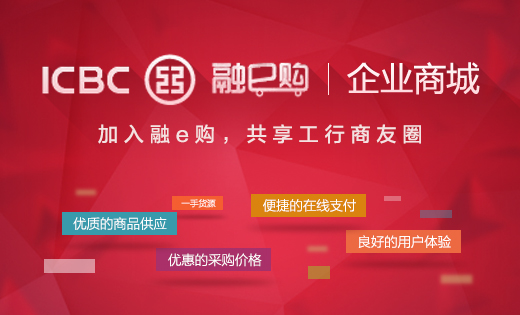 ICBC 融e购 企业商城
加入融e购，共享工行商友圈
一手货源
便捷的在线支付
优质的商品供应
良好的用户体验
优惠的采购价格